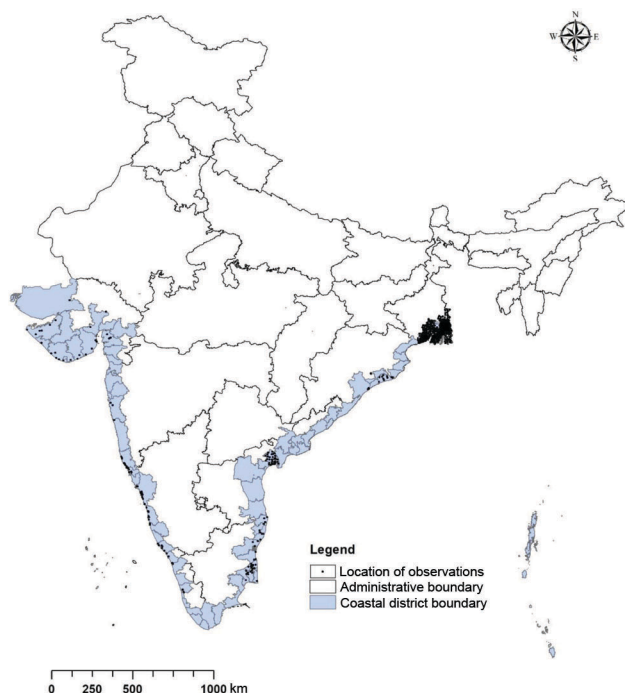 N
W E
S
Legend
Location of observations
Administrative boundary
Coastal district boundary
0 250 500 1000 km